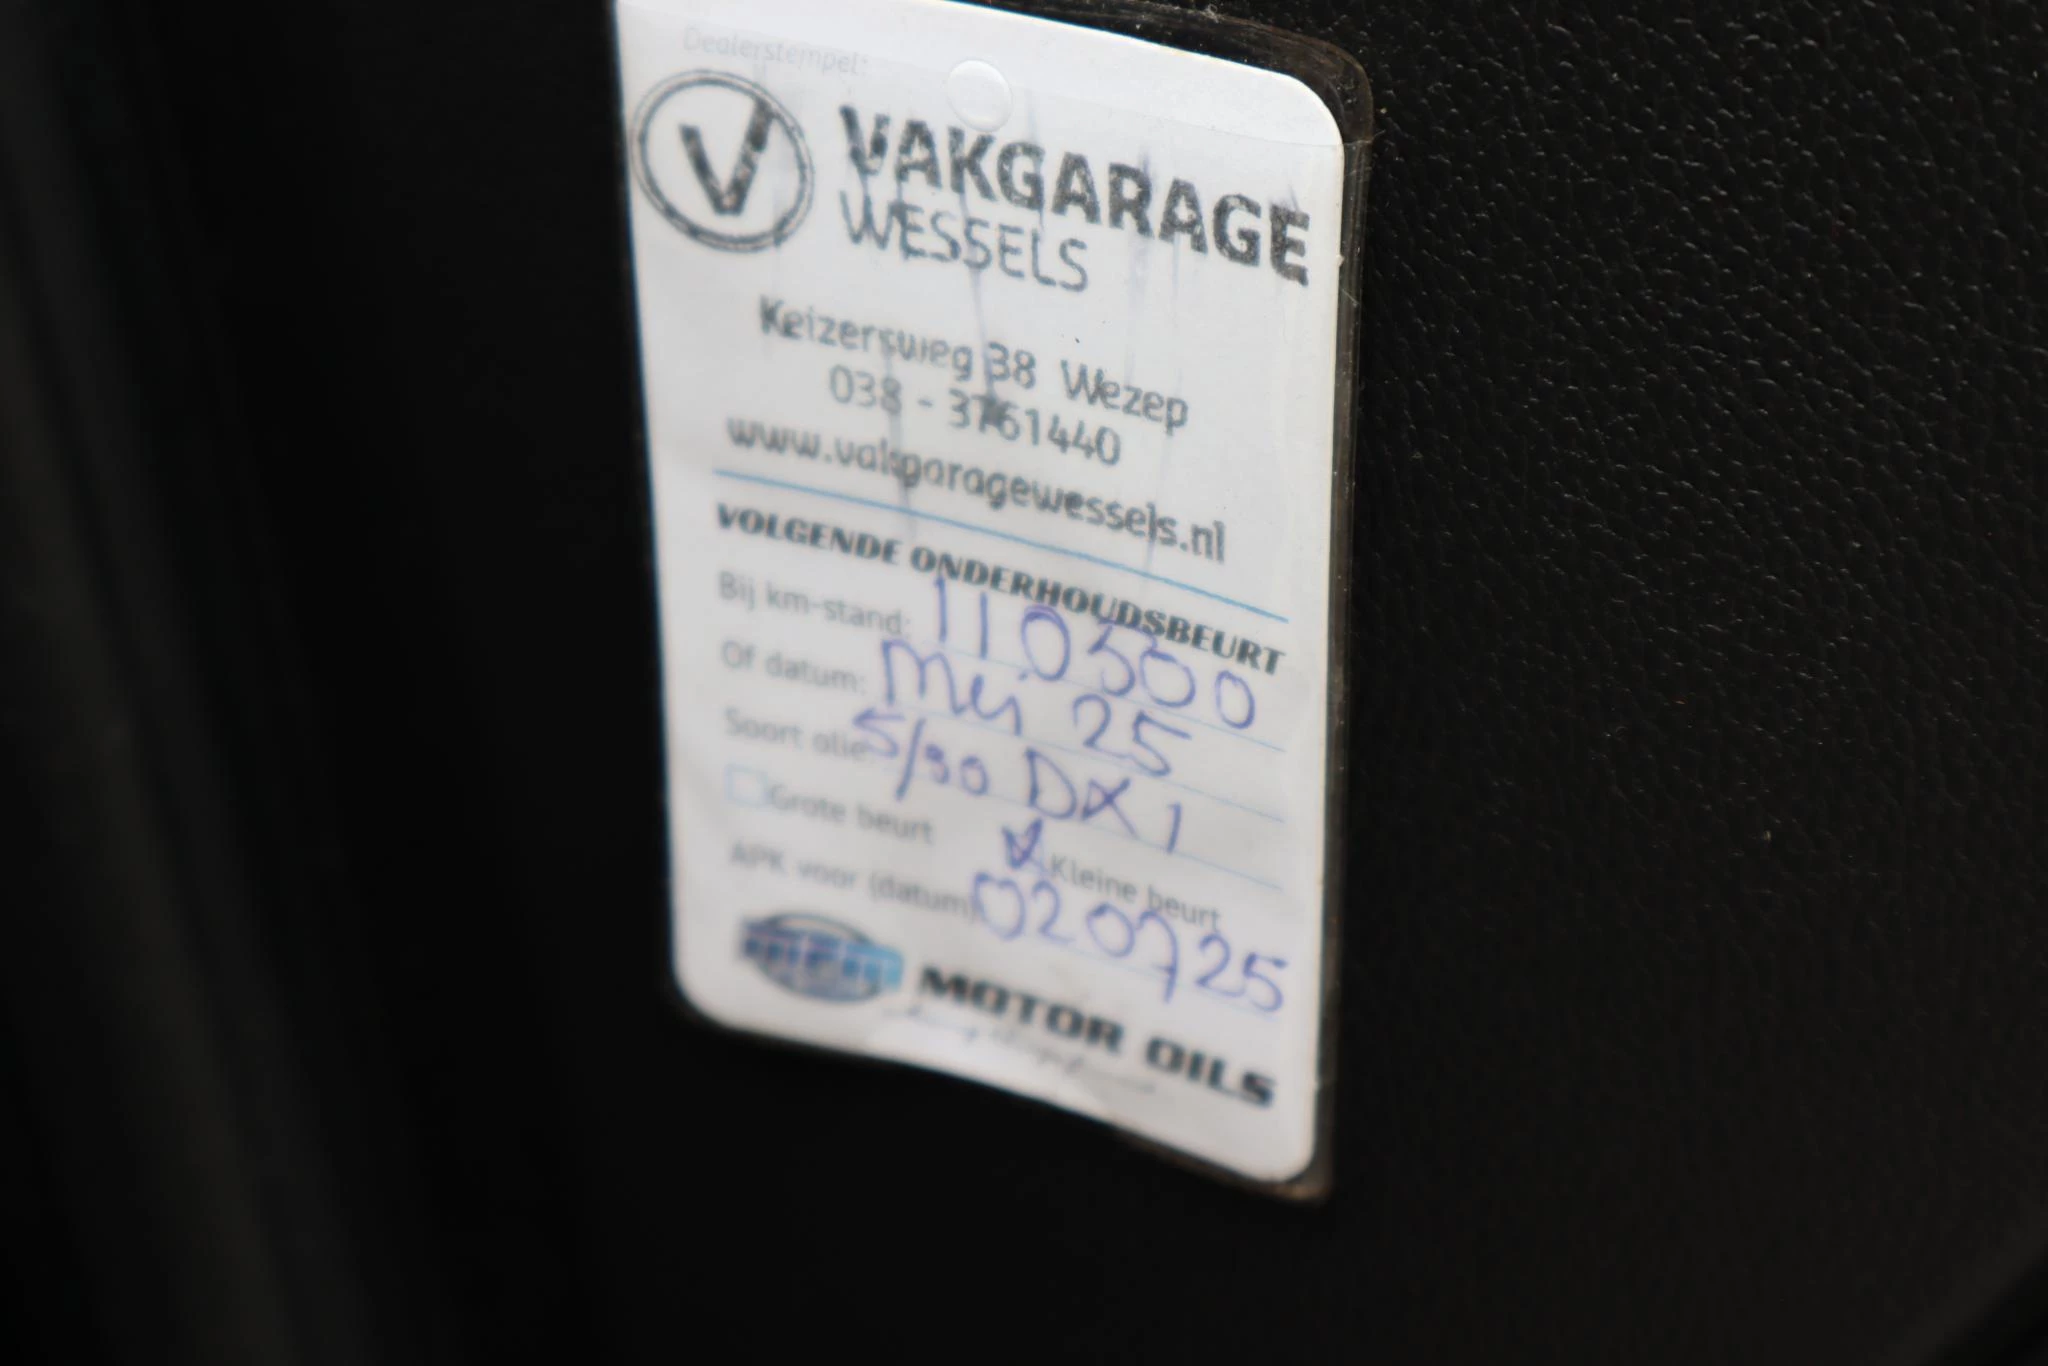 Dealerstempel:
V VAKGARAGE
WESSELS
Keizersweg 38 Wezep
038 - 3761440
www.vakgaragewessels.nl
VOLGENDE ONDERHOUDSBEURT
Bij km-stand: 110500
Of datum: Mei 25
Soort olie: 5/30 DX1
Grote beurt Kleine beurt
APK voor (datum) 020725
MOTOR OILS